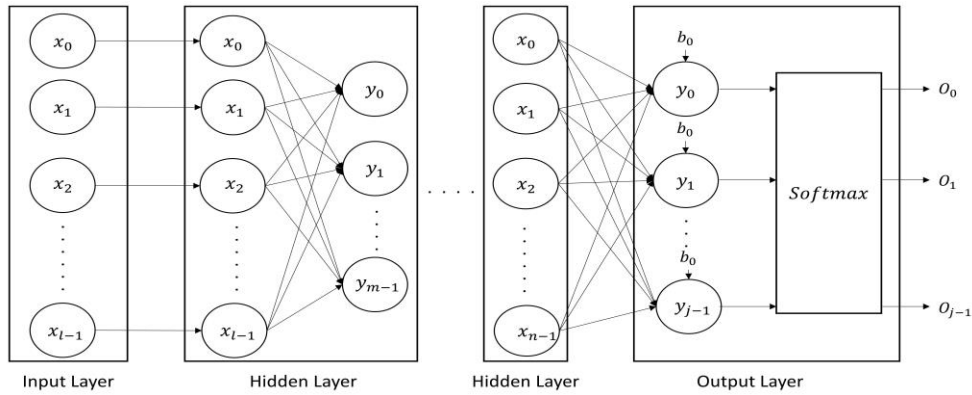 x₀
x₁
x₂
xₗ₋₁
Input Layer
x₀
x₁
x₂
xₗ₋₁
y₀
y₁
yₘ₋₁
Hidden Layer
x₀
x₁
x₂
xₙ₋₁
Hidden Layer
b₀
y₀
b₀
y₁
b₀
yⱼ₋₁
Softmax
Output Layer
O₀
O₁
Oⱼ₋₁